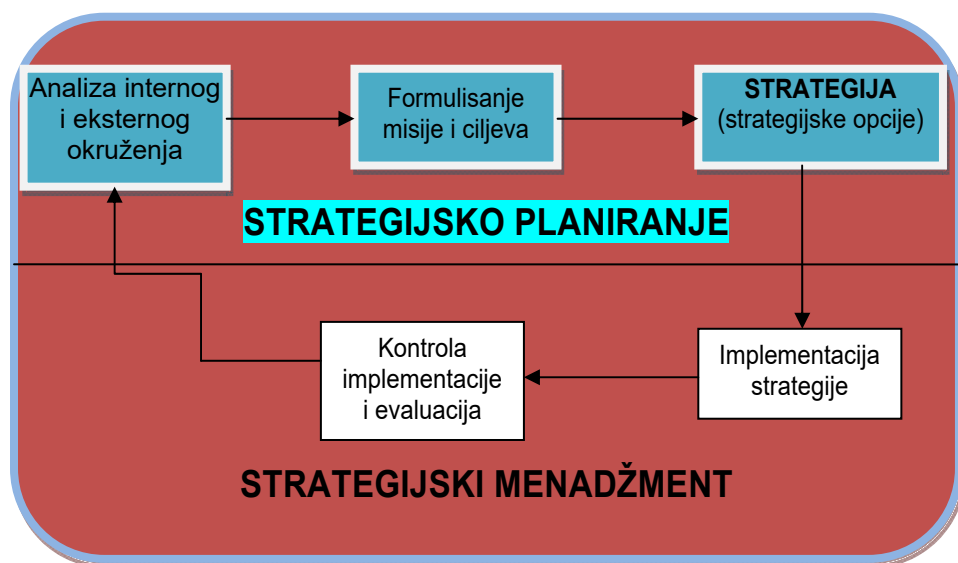 Analiza internog
i eksternog
okruženja
Formulisanje
misije i ciljeva
STRATEGIJA
(strategijske opcije)
STRATEGIJSKO PLANIRANJE
Kontrola
implementacije
i evaluacija
Implementacija
strategije
STRATEGIJSKI MENADŽMENT